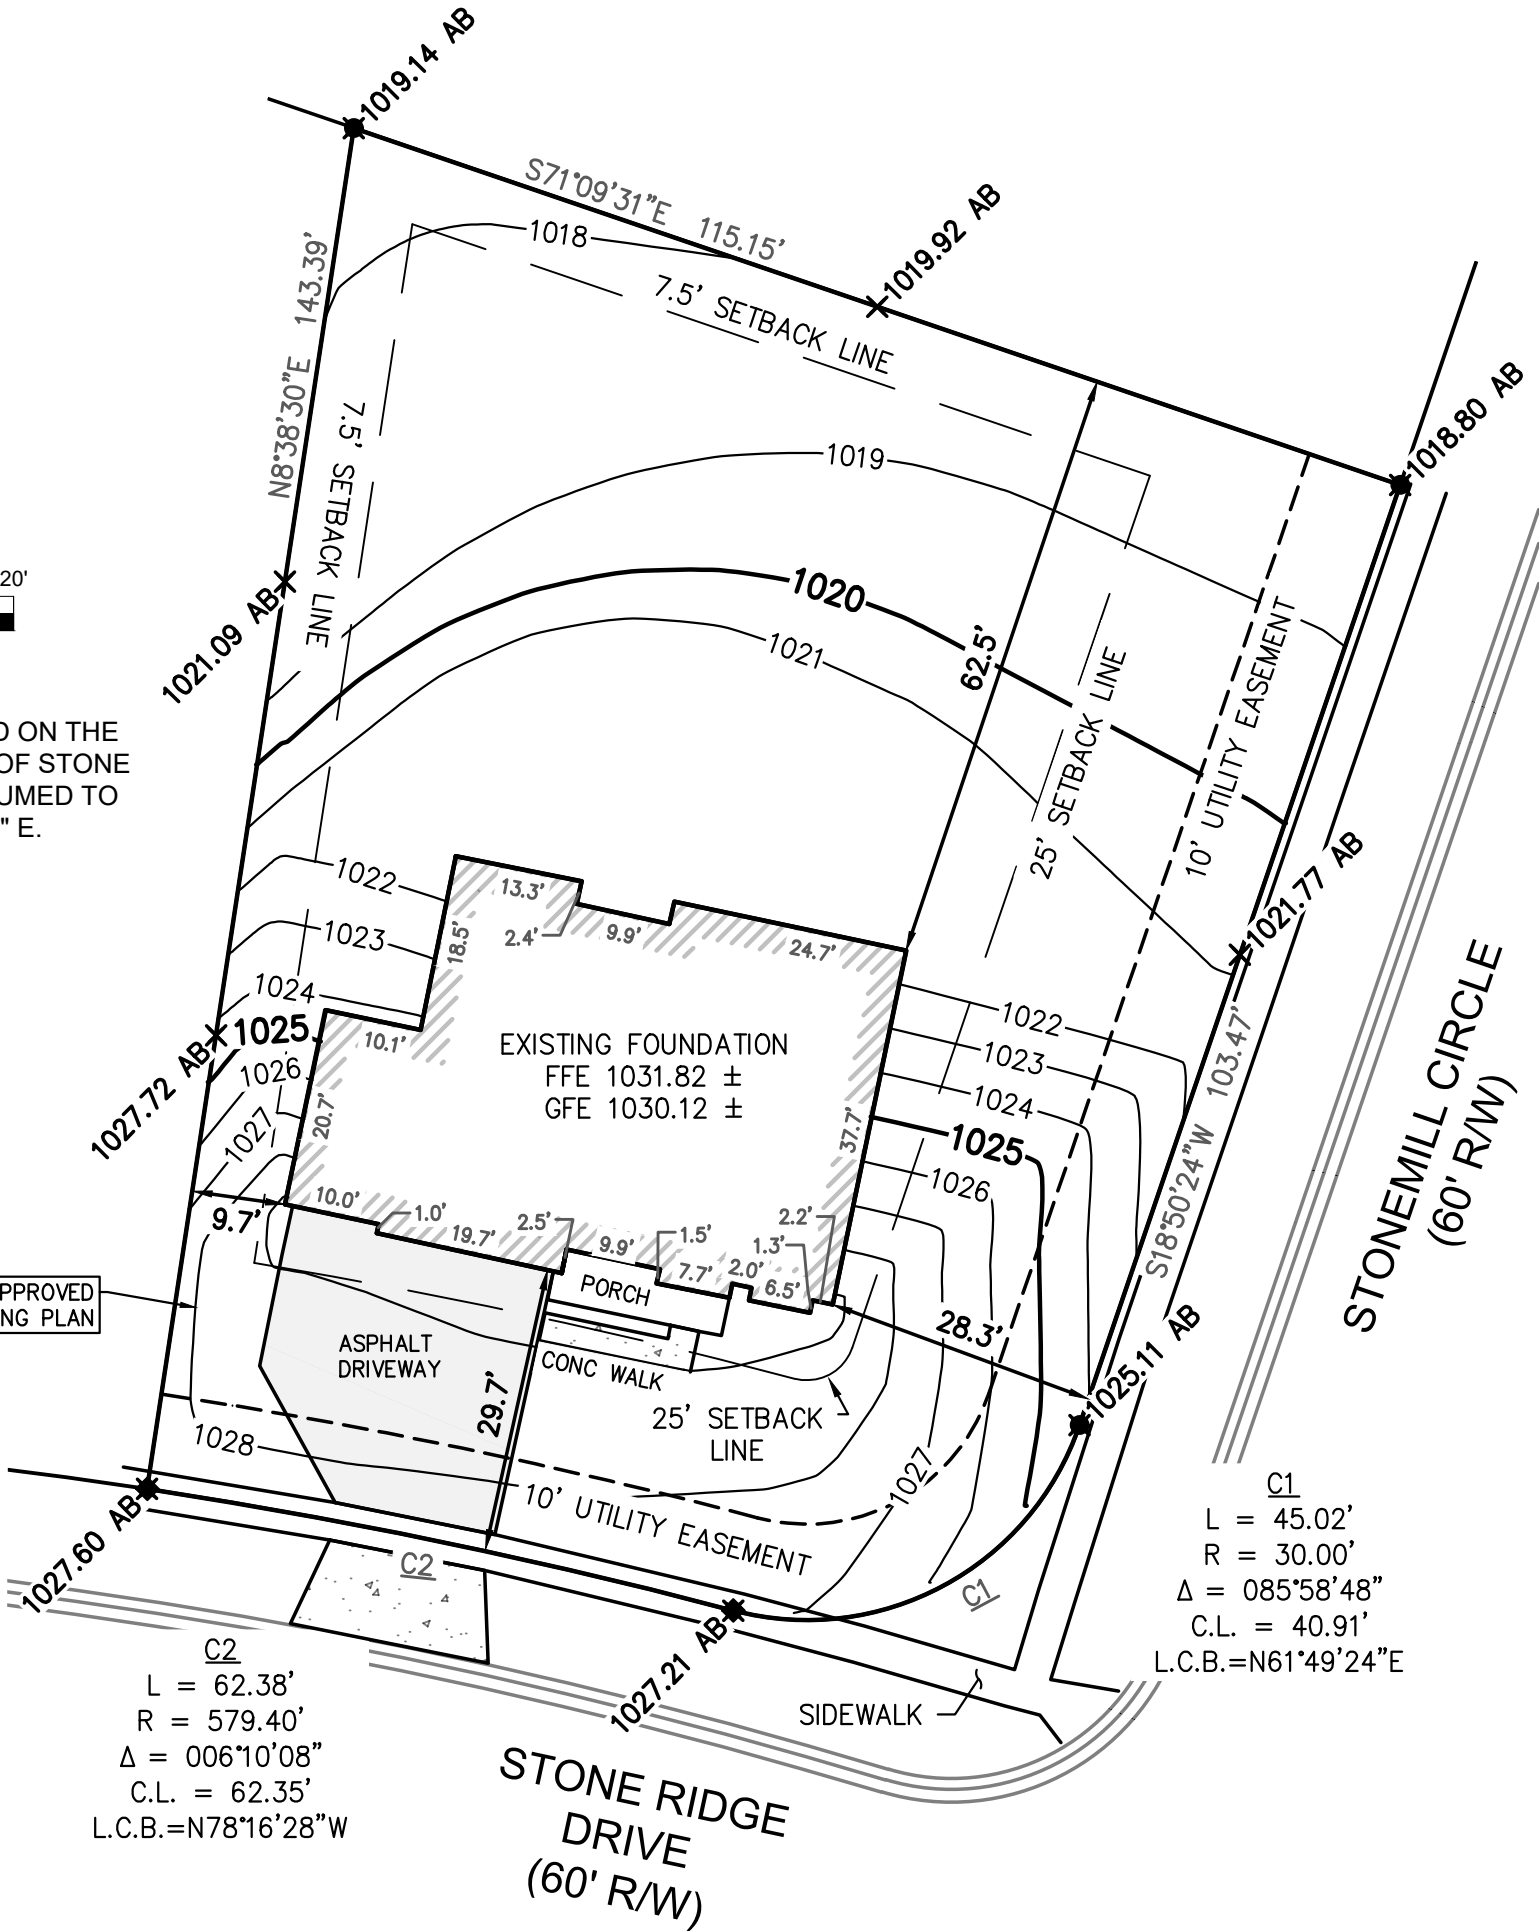 1019.14 AB
S71°09'31"E 115.15'
1019.92 AB
1018
7.5' SETBACK LINE
N8°38'30"E 143.39'
7.5' SETBACK LINE
1018.80 AB
1019
20'
1020
1021.09 AB
1021
62.5'
10' UTILITY EASEMENT
25' SETBACK LINE
D ON THE
OF STONE
UMED TO
" E.
1021.77 AB
1022
13.3'
2.4'
9.9'
24.7'
18.5'
1023
1024
1025
10.1'
1026
1027
20.7'
1027.72 AB
EXISTING FOUNDATION
FFE 1031.82 ±
GFE 1030.12 ±
37.7'
1022
1023
1024
1025
1026
S18°50'24"W 103.47'
STONEMILL CIRCLE
(60' R/W)
9.7'
10.0'
1.0'
19.7'
2.5'
9.9'
1.5'
7.7'
2.0'
1.3'
2.2'
6.5'
PPROVED
NG PLAN
PORCH
ASPHALT
DRIVEWAY
CONC WALK
29.7'
28.3'
1025.11 AB
25' SETBACK
LINE
1028
1027
10' UTILITY EASEMENT
1027.60 AB
C2
C1
1027.21 AB
SIDEWALK
C1
L = 45.02'
R = 30.00'
Δ = 085°58'48"
C.L. = 40.91'
L.C.B.=N61°49'24"E
C2
L = 62.38'
R = 579.40'
Δ = 006°10'08"
C.L. = 62.35'
L.C.B.=N78°16'28"W
STONE RIDGE
DRIVE
(60' R/W)